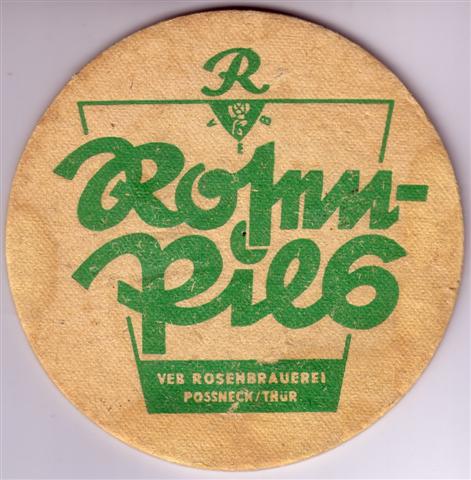 R
V E B
Rosen-
Pils
VEB ROSENBRAUEREI
POSSNECK/THÜR